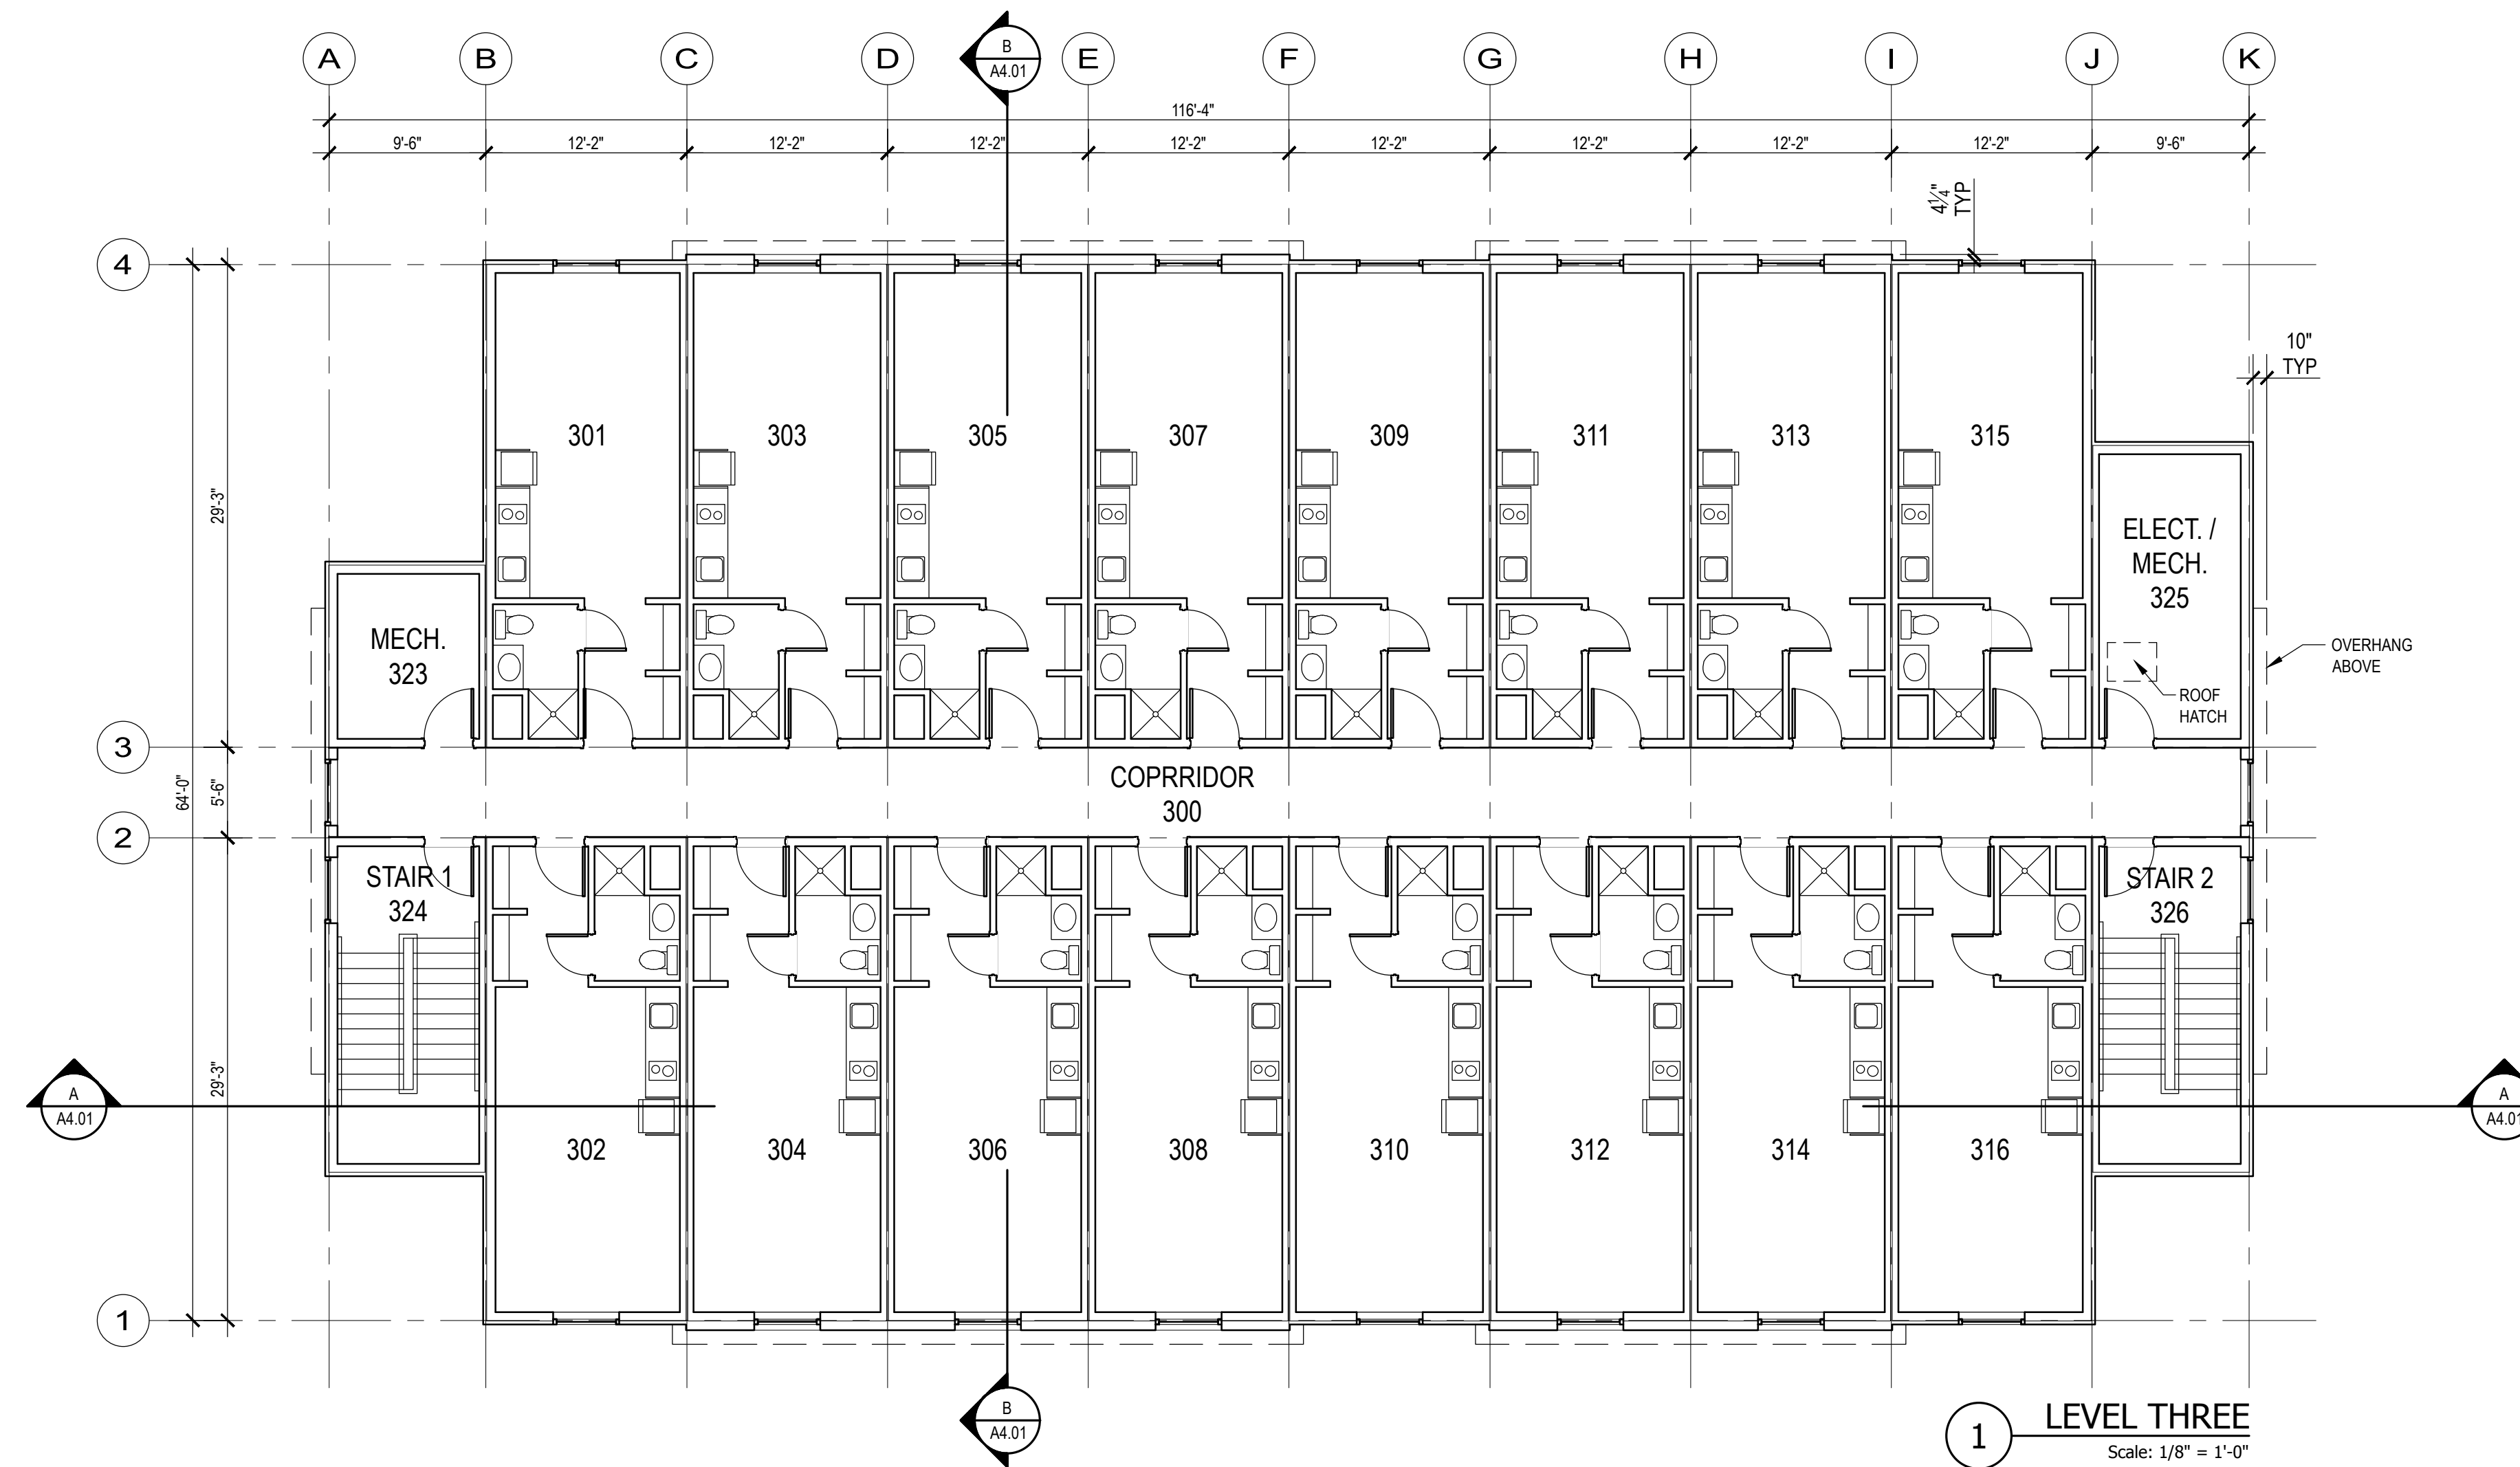 A B C D E F G H I J K
B
A4.01
116'-4"
9'-6" 12'-2" 12'-2" 12'-2" 12'-2" 12'-2" 12'-2" 12'-2" 12'-2" 9'-6"
4¼"
TYP
4
10"
TYP
301 303 305 307 309 311 313 315
29'-3"
ELECT. /
MECH.
325
MECH.
323
OVERHANG
ABOVE
ROOF
HATCH
3
COPRRIDOR
300
64'-0"
5'-6"
2
STAIR 1
324
STAIR 2
326
29'-3"
A
A4.01
A
A4.01
302 304 306 308 310 312 314 316
1
B
A4.01
1
LEVEL THREE
Scale: 1/8" = 1'-0"